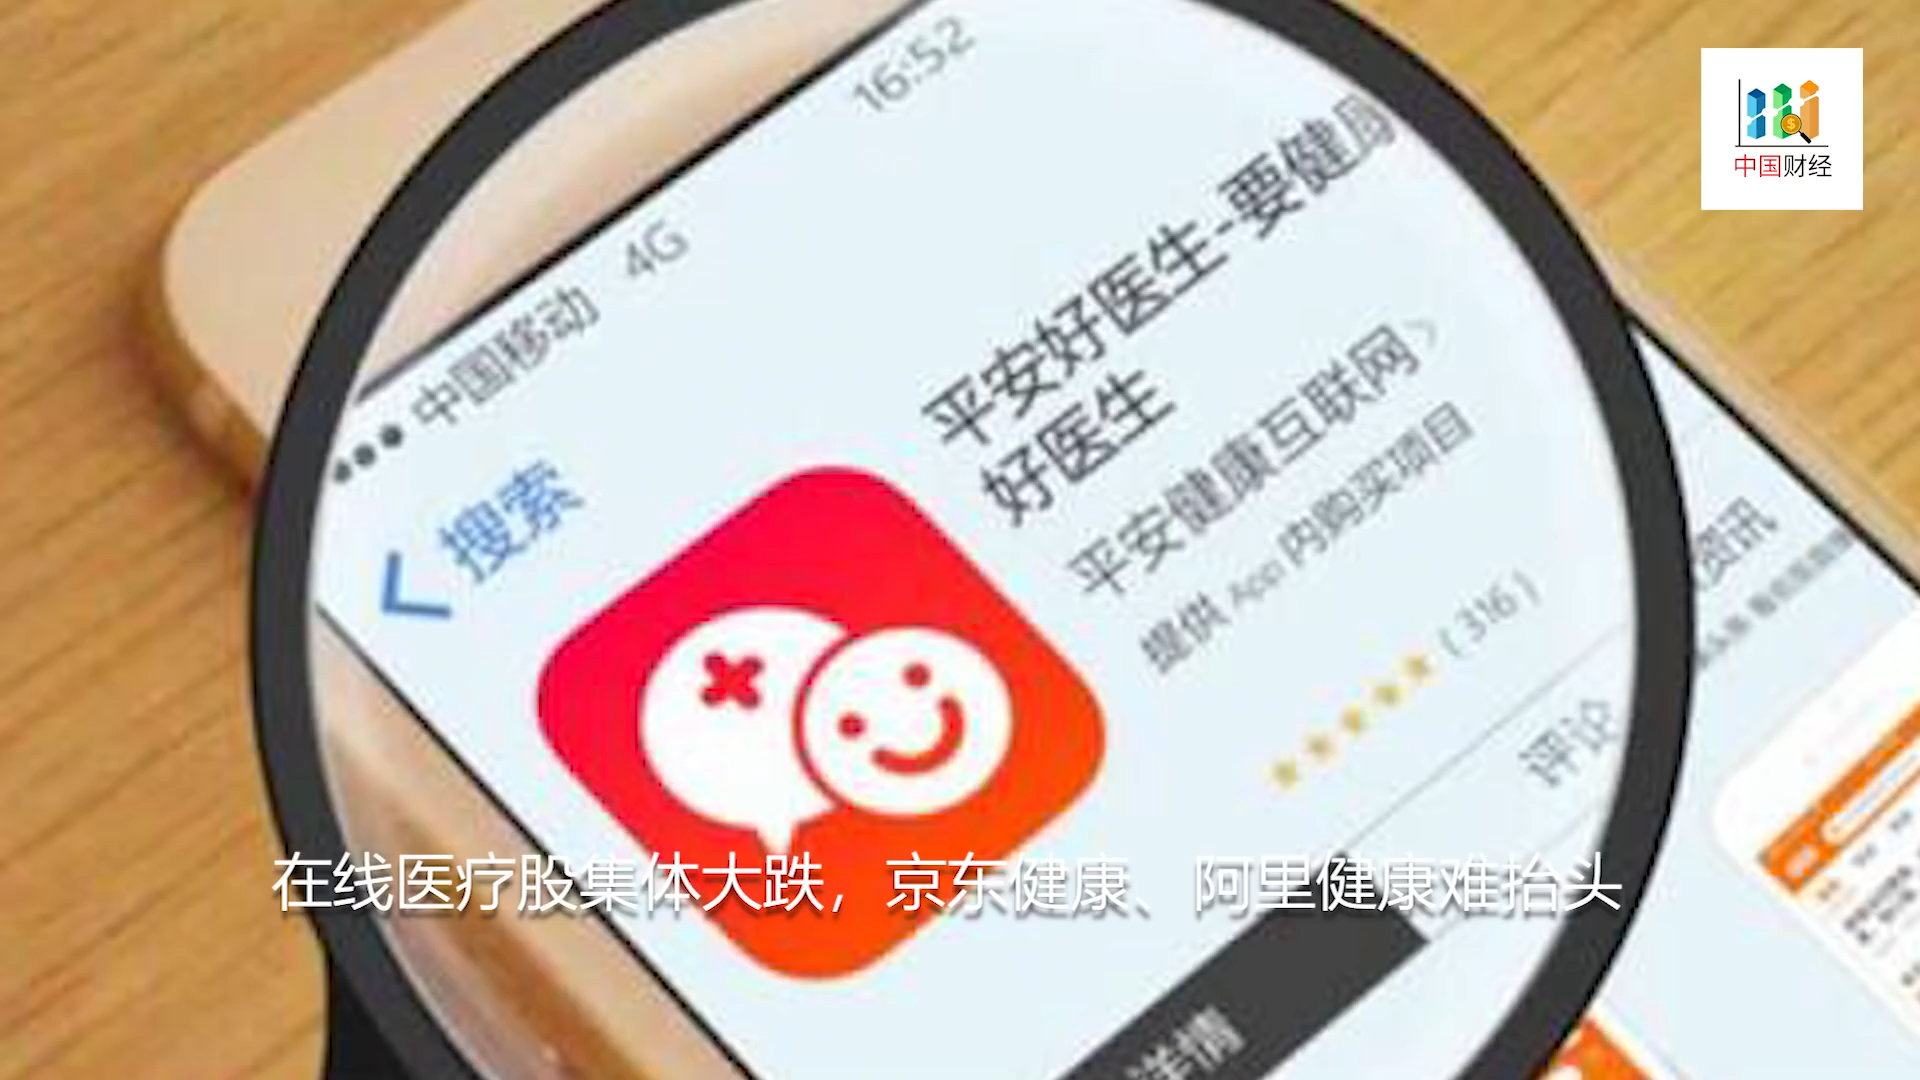 16:52
中国财经
中国移动 4G
搜索
平安好医生-要健康
好医生
平安健康互联网
提供 App 内购买项目
(316)
评论
详情
资讯
在线医疗股集体大跌，京东健康、阿里健康难抬头